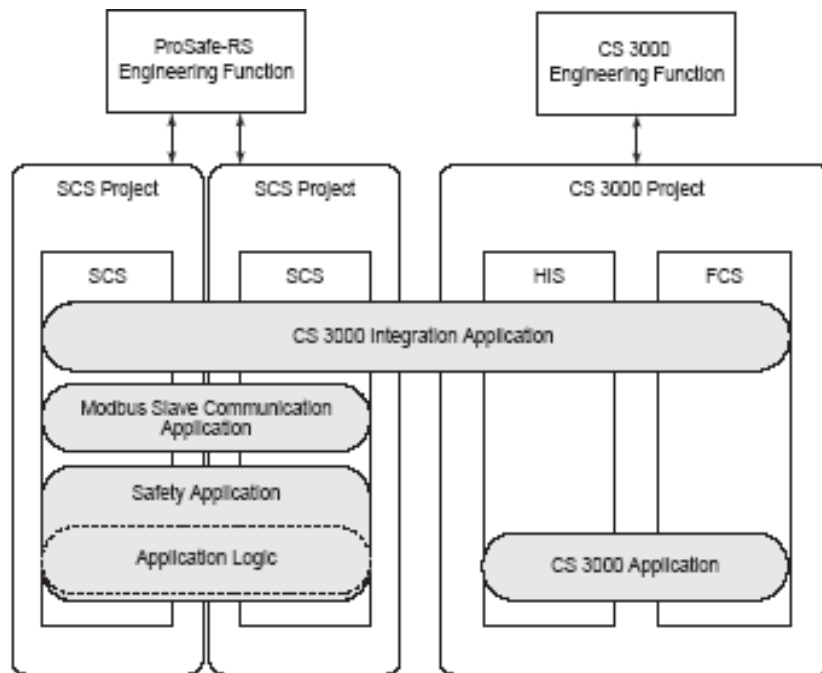 ProSafe-RS
Engineering Function
CS 3000
Engineering Function
SCS Project
SCS Project
CS 3000 Project
SCS
SCS
HIS
FCS
CS 3000 Integration Application
Modbus Slave Communication
Application
Safety Application
Application Logic
CS 3000 Application